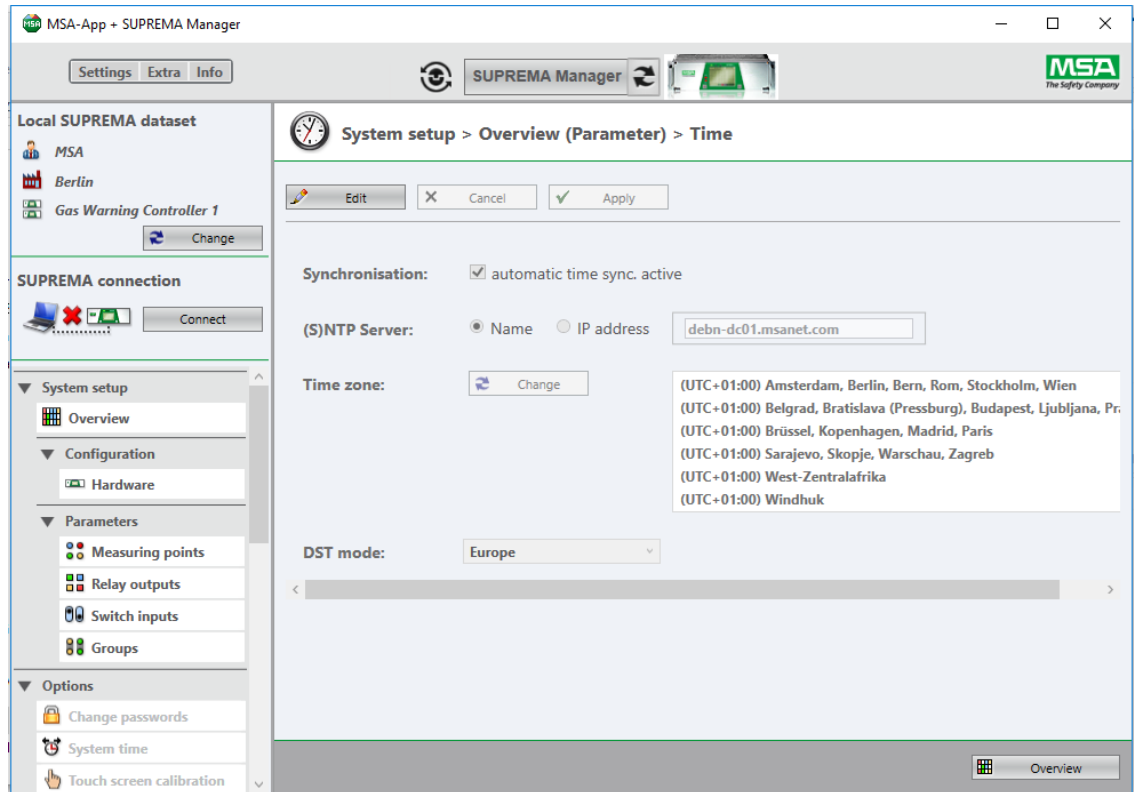 MSA-App + SUPREMA Manager
Settings Extra Info
SUPREMA Manager
MSA
The Safety Company
Local SUPREMA dataset
MSA
Berlin
Gas Warning Controller 1
Change
SUPREMA connection
Connect
System setup
Overview
Configuration
Hardware
Parameters
Measuring points
Relay outputs
Switch inputs
Groups
Options
Change passwords
System time
Touch screen calibration
System setup > Overview (Parameter) > Time
Edit Cancel Apply
Synchronisation: automatic time sync. active
(S)NTP Server: Name IP address debn-dc01.msanet.com
Time zone: Change
(UTC+01:00) Amsterdam, Berlin, Bern, Rom, Stockholm, Wien
(UTC+01:00) Belgrad, Bratislava (Pressburg), Budapest, Ljubljana, Pra
(UTC+01:00) Brüssel, Kopenhagen, Madrid, Paris
(UTC+01:00) Sarajevo, Skopje, Warschau, Zagreb
(UTC+01:00) West-Zentralafrika
(UTC+01:00) Windhuk
DST mode: Europe
Overview